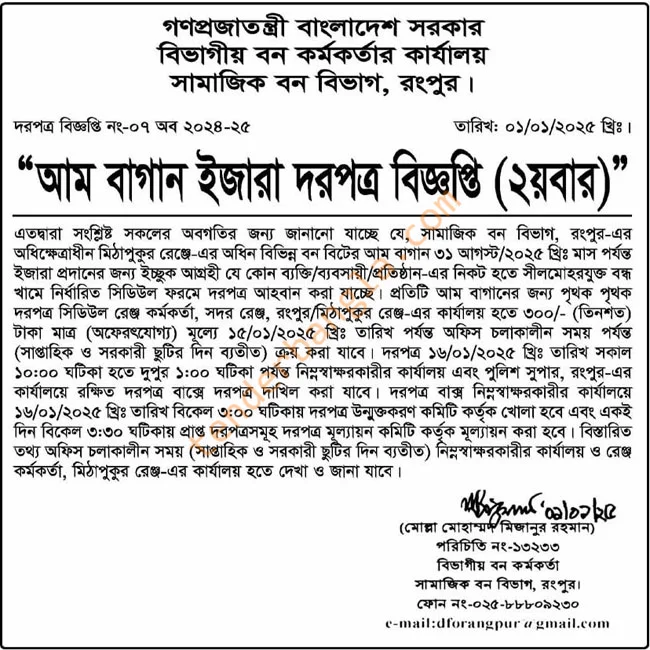 গণপ্রজাতন্ত্রী বাংলাদেশ সরকার
বিভাগীয় বন কর্মকর্তার কার্যালয়
সামাজিক বন বিভাগ, রংপুর।
দরপত্র বিজ্ঞপ্তি নং-০৭ অব ২০২৪-২৫ তারিখ: ০১/০১/২০২৫ খ্রিঃ।
“আম বাগান ইজারা দরপত্র বিজ্ঞপ্তি (২য়বার)”
এতদ্বারা সংশ্লিষ্ট সকলের অবগতির জন্য জানানো যাচ্ছে যে, সামাজিক বন বিভাগ, রংপুর-এর
অধিক্ষেত্রাধীন মিঠাপুকুর রেঞ্জে-এর অধিন বিভিন্ন বন বিটের আম বাগান ৩১ আগস্ট/২০২৫ খ্রিঃ মাস পর্যন্ত
ইজারা প্রদানের জন্য ইচ্ছুক আগ্রহী যে কোন ব্যক্তি/ব্যবসায়ী/প্রতিষ্ঠান-এর নিকট হতে সীলমোহরযুক্ত বন্ধ
খামে নির্ধারিত সিডিউল ফরমে দরপত্র আহবান করা যাচ্ছে। প্রতিটি আম বাগানের জন্য পৃথক পৃথক
দরপত্র সিডিউল রেঞ্জ কর্মকর্তা, সদর রেঞ্জ, রংপুর/মিঠাপুকুর রেঞ্জ-এর কার্যালয় হতে ৩০০/- (তিনশত)
টাকা মাত্র (অফেরৎযোগ্য) মূল্যে ১৫/০১/২০২৫ খ্রিঃ তারিখ পর্যন্ত অফিস চলাকালীন সময় পর্যন্ত
(সাপ্তাহিক ও সরকারী ছুটির দিন ব্যতীত) ক্রয় করা যাবে। দরপত্র ১৬/০১/২০২৫ খ্রিঃ তারিখ সকাল
১০:০০ ঘটিকা হতে দুপুর ১:০০ ঘটিকা পর্যন্ত নিম্নস্বাক্ষরকারীর কার্যালয় এবং পুলিশ সুপার, রংপুর-এর
কার্যালয়ে রক্ষিত দরপত্র বাক্সে দরপত্র দাখিল করা যাবে। দরপত্র বাক্স নিম্নস্বাক্ষরকারীর কার্যালয়ে
১৬/০১/২০২৫ খ্রিঃ তারিখ বিকেল ৩:০০ ঘটিকায় দরপত্র উন্মুক্তকরণ কমিটি কর্তৃক খোলা হবে এবং একই
দিন বিকেল ৩:৩০ ঘটিকায় প্রাপ্ত দরপত্রসমূহ দরপত্র মূল্যায়ন কমিটি কর্তৃক মূল্যায়ন করা হবে। বিস্তারিত
তথ্য অফিস চলাকালীন সময় (সাপ্তাহিক ও সরকারী ছুটির দিন ব্যতীত) নিম্নস্বাক্ষরকারীর কার্যালয় ও রেঞ্জ
কর্মকর্তা, মিঠাপুকুর রেঞ্জ-এর কার্যালয় হতে দেখা ও জানা যাবে।
০১/০১/২৫
(মোল্লা মোহাম্মদ মিজানুর রহমান)
পরিচিতি নং-১৩২৩৩
বিভাগীয় বন কর্মকর্তা
সামাজিক বন বিভাগ, রংপুর।
ফোন নং-০২৫-৮৮৮০৯২৩০
e-mail:dforangpur@gmail.com
tenderbangla.com